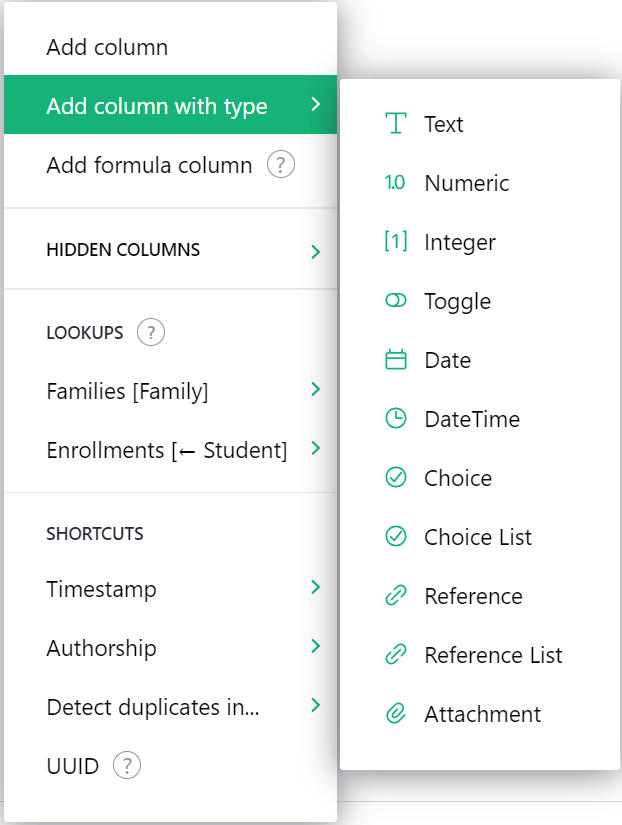 Add column
Add column with type
Add formula column ?
HIDDEN COLUMNS
LOOKUPS ?
Families [Family]
Enrollments [← Student]
SHORTCUTS
Timestamp
Authorship
Detect duplicates in...
UUID ?
Text
1.0 Numeric
[1] Integer
Toggle
Date
DateTime
Choice
Choice List
Reference
Reference List
Attachment